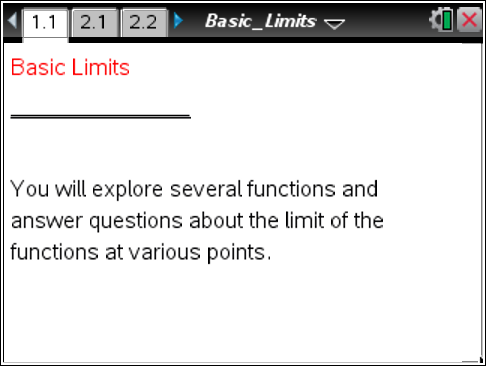 1.1 2.1 2.2 Basic_Limits
Basic Limits
You will explore several functions and
answer questions about the limit of the
functions at various points.